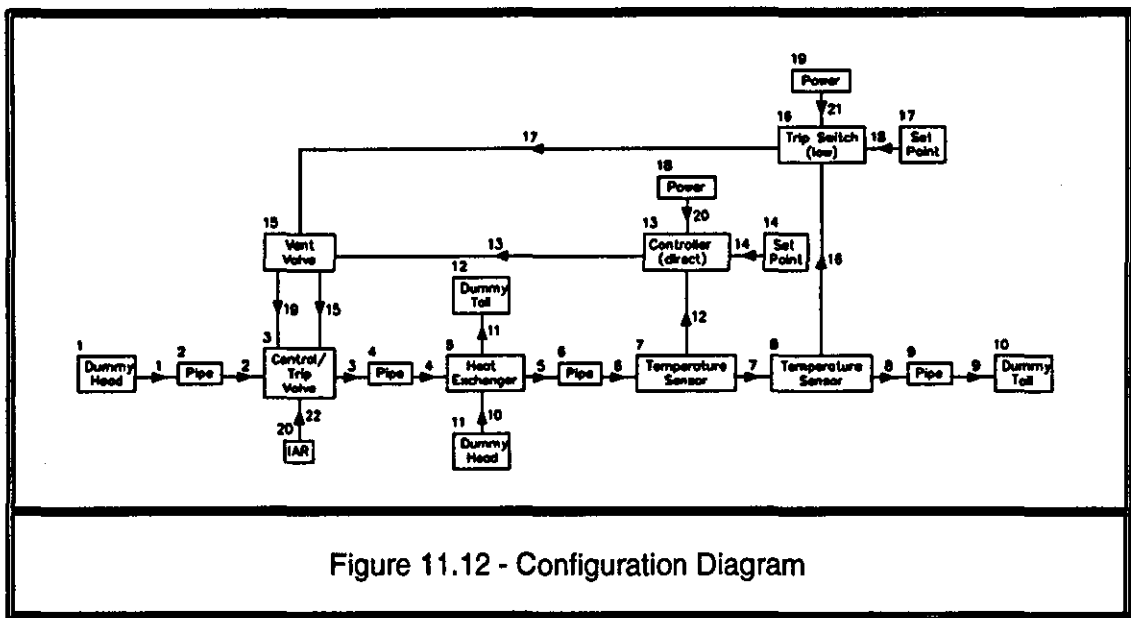 19
Power
21
16
Trip Switch
(low)
18
17
Set
Point
17
18
Power
20
15
Vent
Valve
13
13
Controller
(direct)
14
14
Set
Point
16
12
Dummy
Tail
19
15
11
12
1
Dummy
Head
1
2
Pipe
2
3
Control/
Trip
Valve
3
4
Pipe
4
5
Heat
Exchanger
5
6
Pipe
6
7
Temperature
Sensor
7
8
Temperature
Sensor
8
9
Pipe
9
10
Dummy
Tail
22
20
IAR
10
11
Dummy
Head
Figure 11.12 - Configuration Diagram